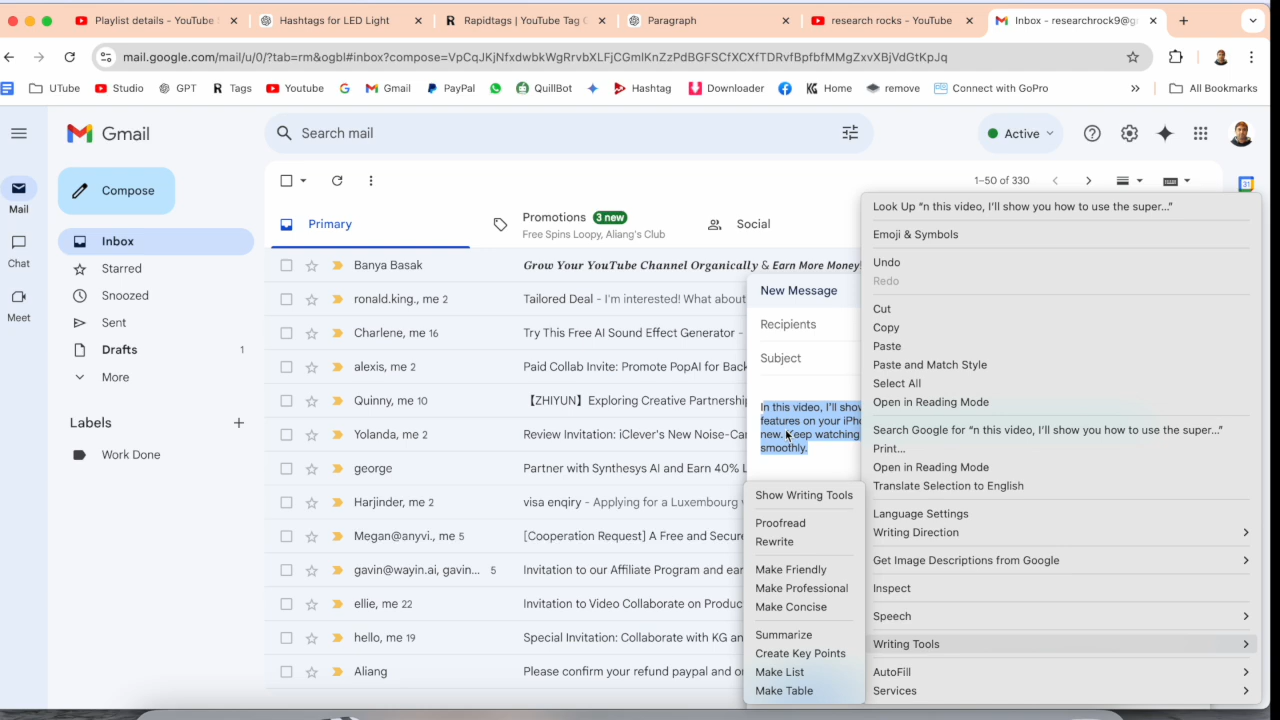 Playlist details - YouTube
Hashtags for LED Light
Rapidtags | YouTube Tag
Paragraph
research rocks - YouTube
Inbox - researchrock9@g
mail.google.com/mail/u/0/?tab=rm&ogbl#inbox?compose=VpCqJKjNfxdwbkWgRrvbXLFjCGmlKnZzPdBGFSCfXCXfTDRvfBpfbfMMgZxvXBjVdGtKpJq
UTube
Studio
GPT
Tags
Youtube
Gmail
PayPal
QuillBot
Hashtag
Downloader
Home
remove
Connect with GoPro
All Bookmarks
Gmail
Search mail
Active
Compose
Mail
Chat
Meet
Inbox
Starred
Snoozed
Sent
Drafts 1
More
Labels
Work Done
1–50 of 330
Primary
Promotions 3 new
Free Spins Loopy, Aliang's Club
Social
Banya Basak Grow Your YouTube Channel Organically & Earn More Money
ronald.king., me 2 Tailored Deal - I'm interested! What about
Charlene, me 16 Try This Free AI Sound Effect Generator -
alexis, me 2 Paid Collab Invite: Promote PopAI for Back
Quinny, me 10 【ZHIYUN】Exploring Creative Partnership
Yolanda, me 2 Review Invitation: iClever's New Noise-Ca
george Partner with Synthesys AI and Earn 40%
Harjinder, me 2 visa enqiry - Applying for a Luxembourg
Megan@anyvi., me 5 [Cooperation Request] A Free and Secure
gavin@wayin.ai, gavin... 5 Invitation to our Affiliate Program and ear
ellie, me 22 Invitation to Video Collaborate on Produc
hello, me 19 Special Invitation: Collaborate with KG an
Aliang Please confirm your refund paypal and o
New Message
Recipients
Subject
In this video, I'll show
features on your iPho
new. Keep watching
smoothly.
Show Writing Tools
Proofread
Rewrite
Make Friendly
Make Professional
Make Concise
Summarize
Create Key Points
Make List
Make Table
Look Up “n this video, I’ll show you how to use the super...”
Emoji & Symbols
Undo
Redo
Cut
Copy
Paste
Paste and Match Style
Select All
Open in Reading Mode
Search Google for “n this video, I’ll show you how to use the super...”
Print...
Open in Reading Mode
Translate Selection to English
Language Settings
Writing Direction
Get Image Descriptions from Google
Inspect
Speech
Writing Tools
AutoFill
Services